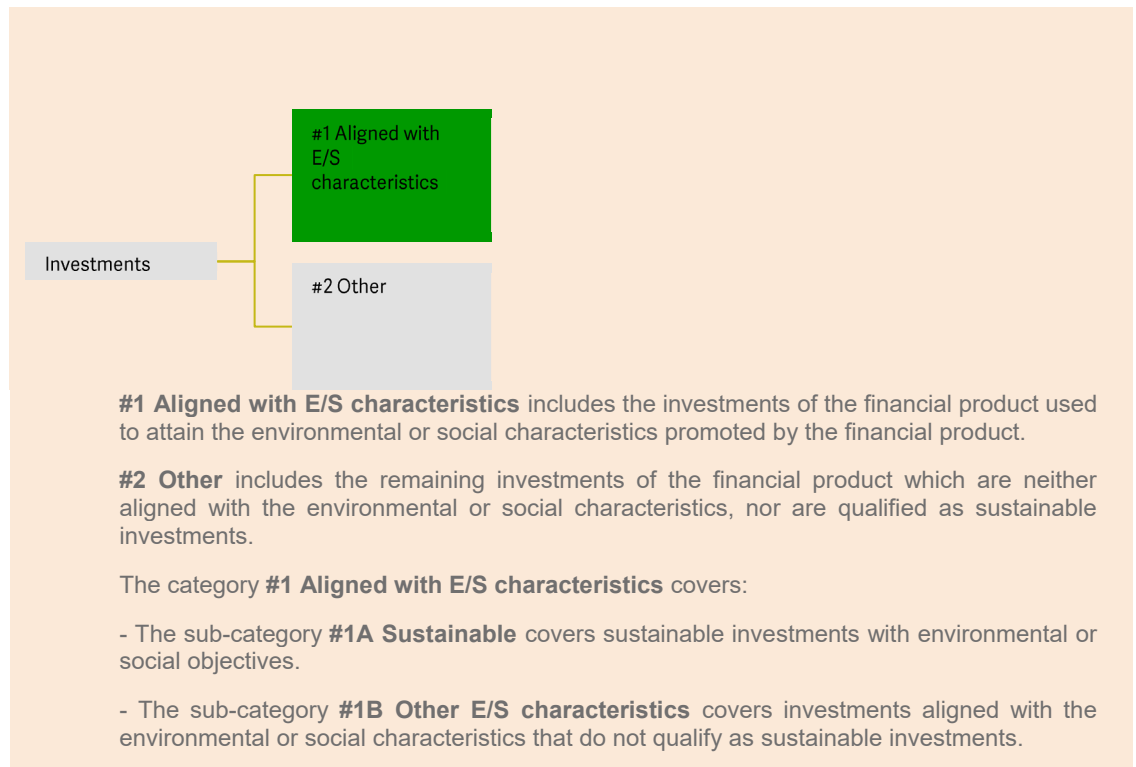 #1 Aligned with
E/S
characteristics
Investments
#2 Other
#1 Aligned with E/S characteristics includes the investments of the financial product used
to attain the environmental or social characteristics promoted by the financial product.
#2 Other includes the remaining investments of the financial product which are neither
aligned with the environmental or social characteristics, nor are qualified as sustainable
investments.
The category #1 Aligned with E/S characteristics covers:
- The sub-category #1A Sustainable covers sustainable investments with environmental or
social objectives.
- The sub-category #1B Other E/S characteristics covers investments aligned with the
environmental or social characteristics that do not qualify as sustainable investments.